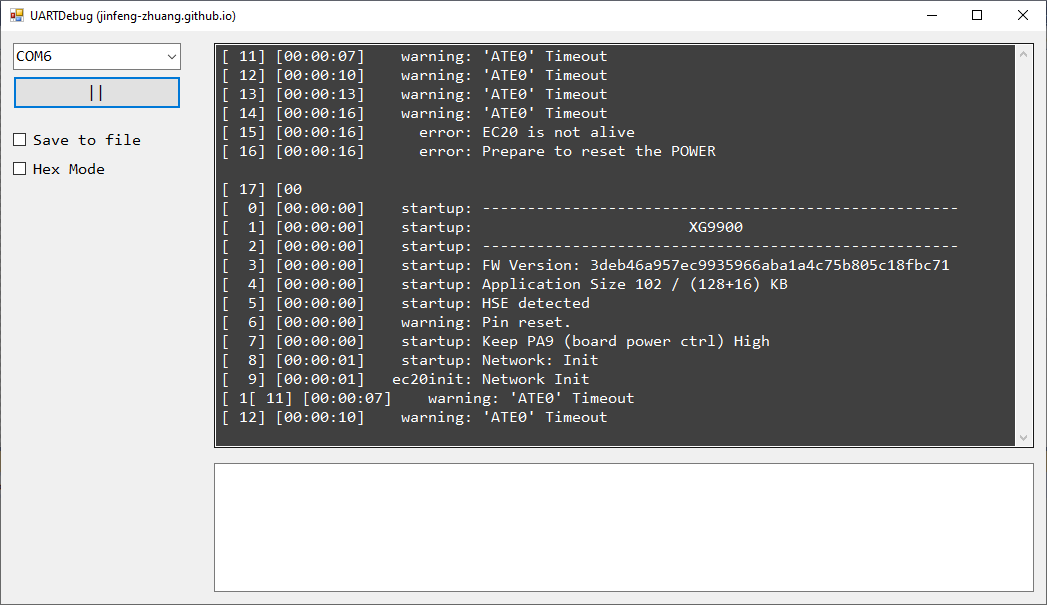 UARTDebug (jinfeng-zhuang.github.io)
COM6
||
Save to file
Hex Mode
[ 11] [00:00:07]    warning: 'ATE0' Timeout
[ 12] [00:00:10]    warning: 'ATE0' Timeout
[ 13] [00:00:13]    warning: 'ATE0' Timeout
[ 14] [00:00:16]    warning: 'ATE0' Timeout
[ 15] [00:00:16]      error: EC20 is not alive
[ 16] [00:00:16]      error: Prepare to reset the POWER
[ 17] [00
[  0] [00:00:00]    startup: -----------------------------------------------------
[  1] [00:00:00]    startup:                        XG9900
[  2] [00:00:00]    startup: -----------------------------------------------------
[  3] [00:00:00]    startup: FW Version: 3deb46a957ec9935966aba1a4c75b805c18fbc71
[  4] [00:00:00]    startup: Application Size 102 / (128+16) KB
[  5] [00:00:00]    startup: HSE detected
[  6] [00:00:00]    warning: Pin reset.
[  7] [00:00:00]    startup: Keep PA9 (board power ctrl) High
[  8] [00:00:01]    startup: Network: Init
[  9] [00:00:01]   ec20init: Network Init
[ 1[ 11] [00:00:07]    warning: 'ATE0' Timeout
[ 12] [00:00:10]    warning: 'ATE0' Timeout